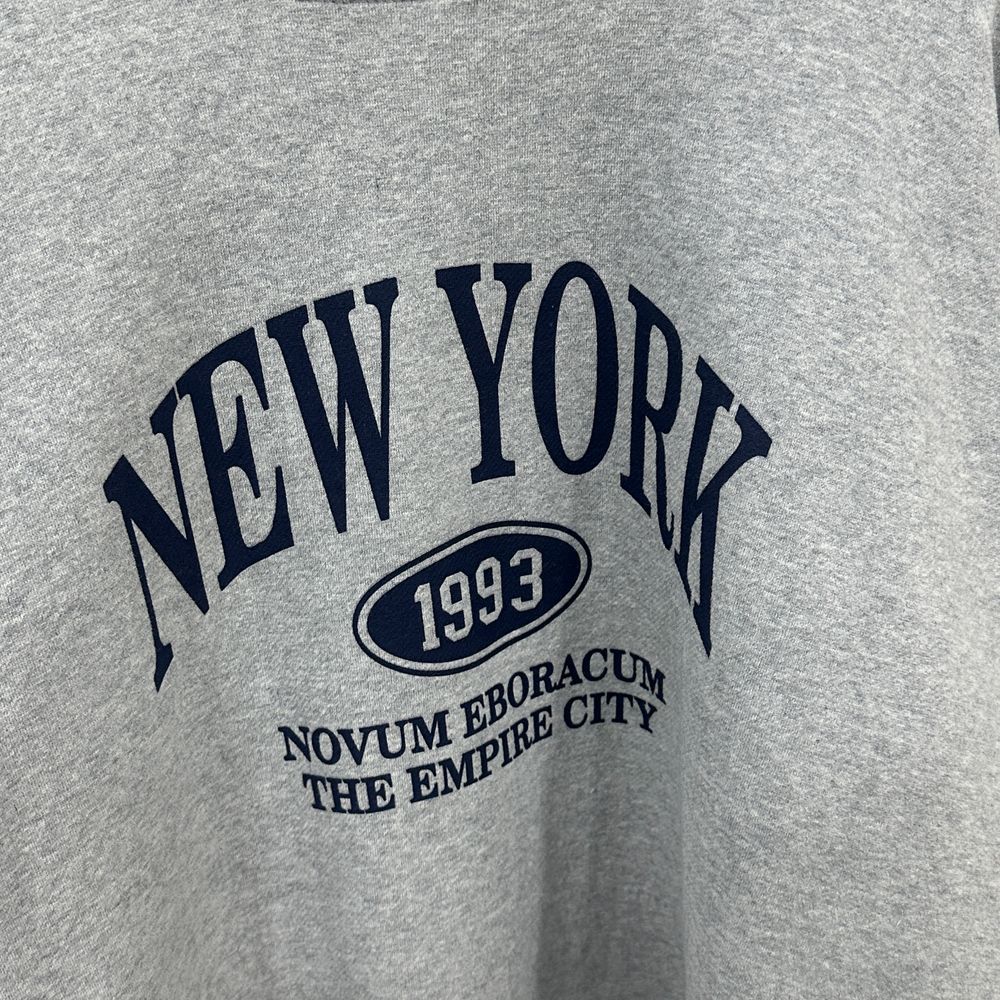 NEW YORK
1993
NOVUM EBORACUM
THE EMPIRE CITY